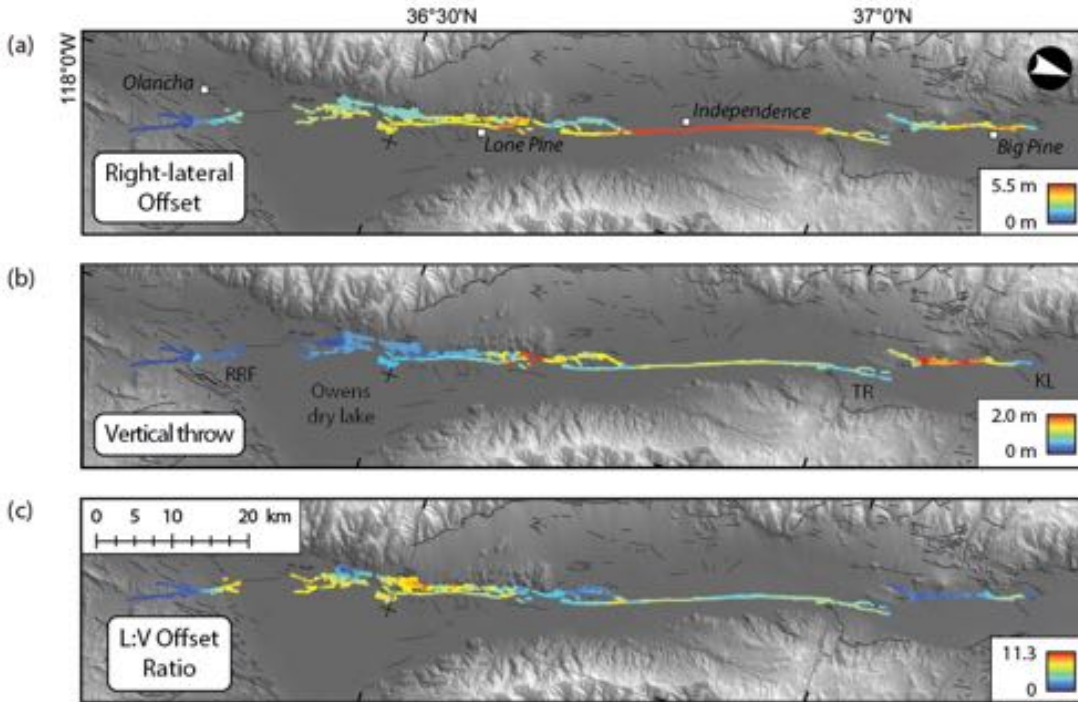 36°30'N
37°0'N
(a)
118°0'W
Olancha
Independence
Lone Pine
Big Pine
Right-lateral
Offset
5.5 m
0 m
(b)
RRF
Owens
dry lake
TR
KL
Vertical throw
2.0 m
0 m
(c)
0 5 10 20 km
L:V Offset
Ratio
11.3
0